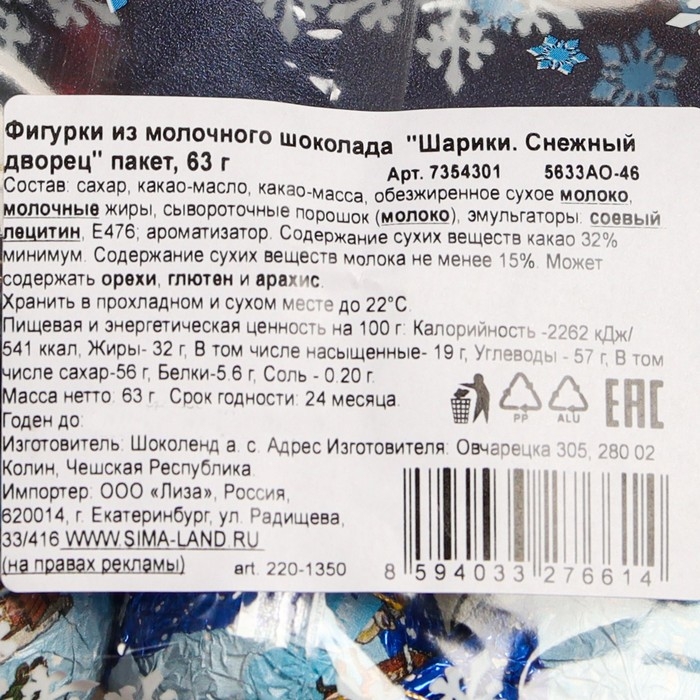 Фигурки из молочного шоколада "Шарики. Снежный
дворец" пакет, 63 г
Арт. 7354301 5633АО-46
Состав: сахар, какао-масло, какао-масса, обезжиренное сухое молоко,
молочные жиры, сывороточные порошок (молоко), эмульгаторы: соевый
лецитин, Е476; ароматизатор. Содержание сухих веществ какао 32%
минимум. Содержание сухих веществ молока не менее 15%. Может
содержать орехи, глютен и арахис.
Хранить в прохладном и сухом месте до 22°С.
Пищевая и энергетическая ценность на 100 г: Калорийность -2262 кДж/
541 ккал, Жиры- 32 г, В том числе насыщенные- 19 г, Углеводы - 57 г, В том
числе сахар-56 г, Белки-5.6 г, Соль - 0.20 г.
Масса нетто: 63 г. Срок годности: 24 месяца.
PP ALU EAC
Годен до:
Изготовитель: Шоколенд а. с. Адрес Изготовителя: Овчарецка 305, 280 02
Колин, Чешская Республика.
Импортер: ООО «Лиза», Россия,
620014, г. Екатеринбург, ул. Радищева,
33/416 WWW.SIMA-LAND.RU
(на правах рекламы) art. 220-1350
8 594033 276614